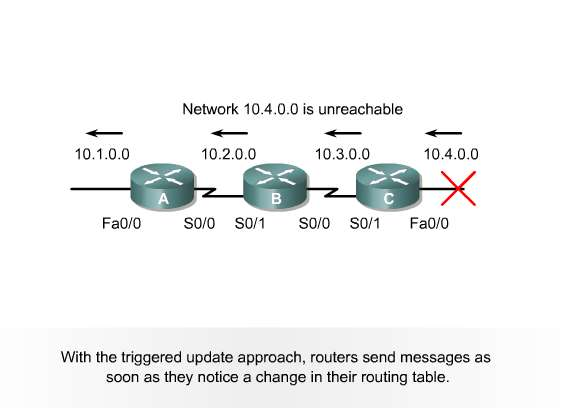 Network 10.4.0.0 is unreachable
10.1.0.0 10.2.0.0 10.3.0.0 10.4.0.0
A B C
Fa0/0 S0/0 S0/1 S0/0 S0/1 Fa0/0
With the triggered update approach, routers send messages as
soon as they notice a change in their routing table.